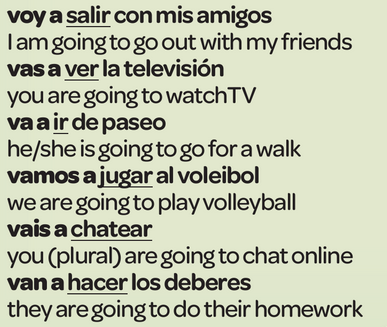 voy a salir con mis amigos
I am going to go out with my friends
vas a ver la televisión
you are going to watchTV
va a ir de paseo
he/she is going to go for a walk
vamos a jugar al voleibol
we are going to play volleyball
vais a chatear
you (plural) are going to chat online
van a hacer los deberes
they are going to do their homework